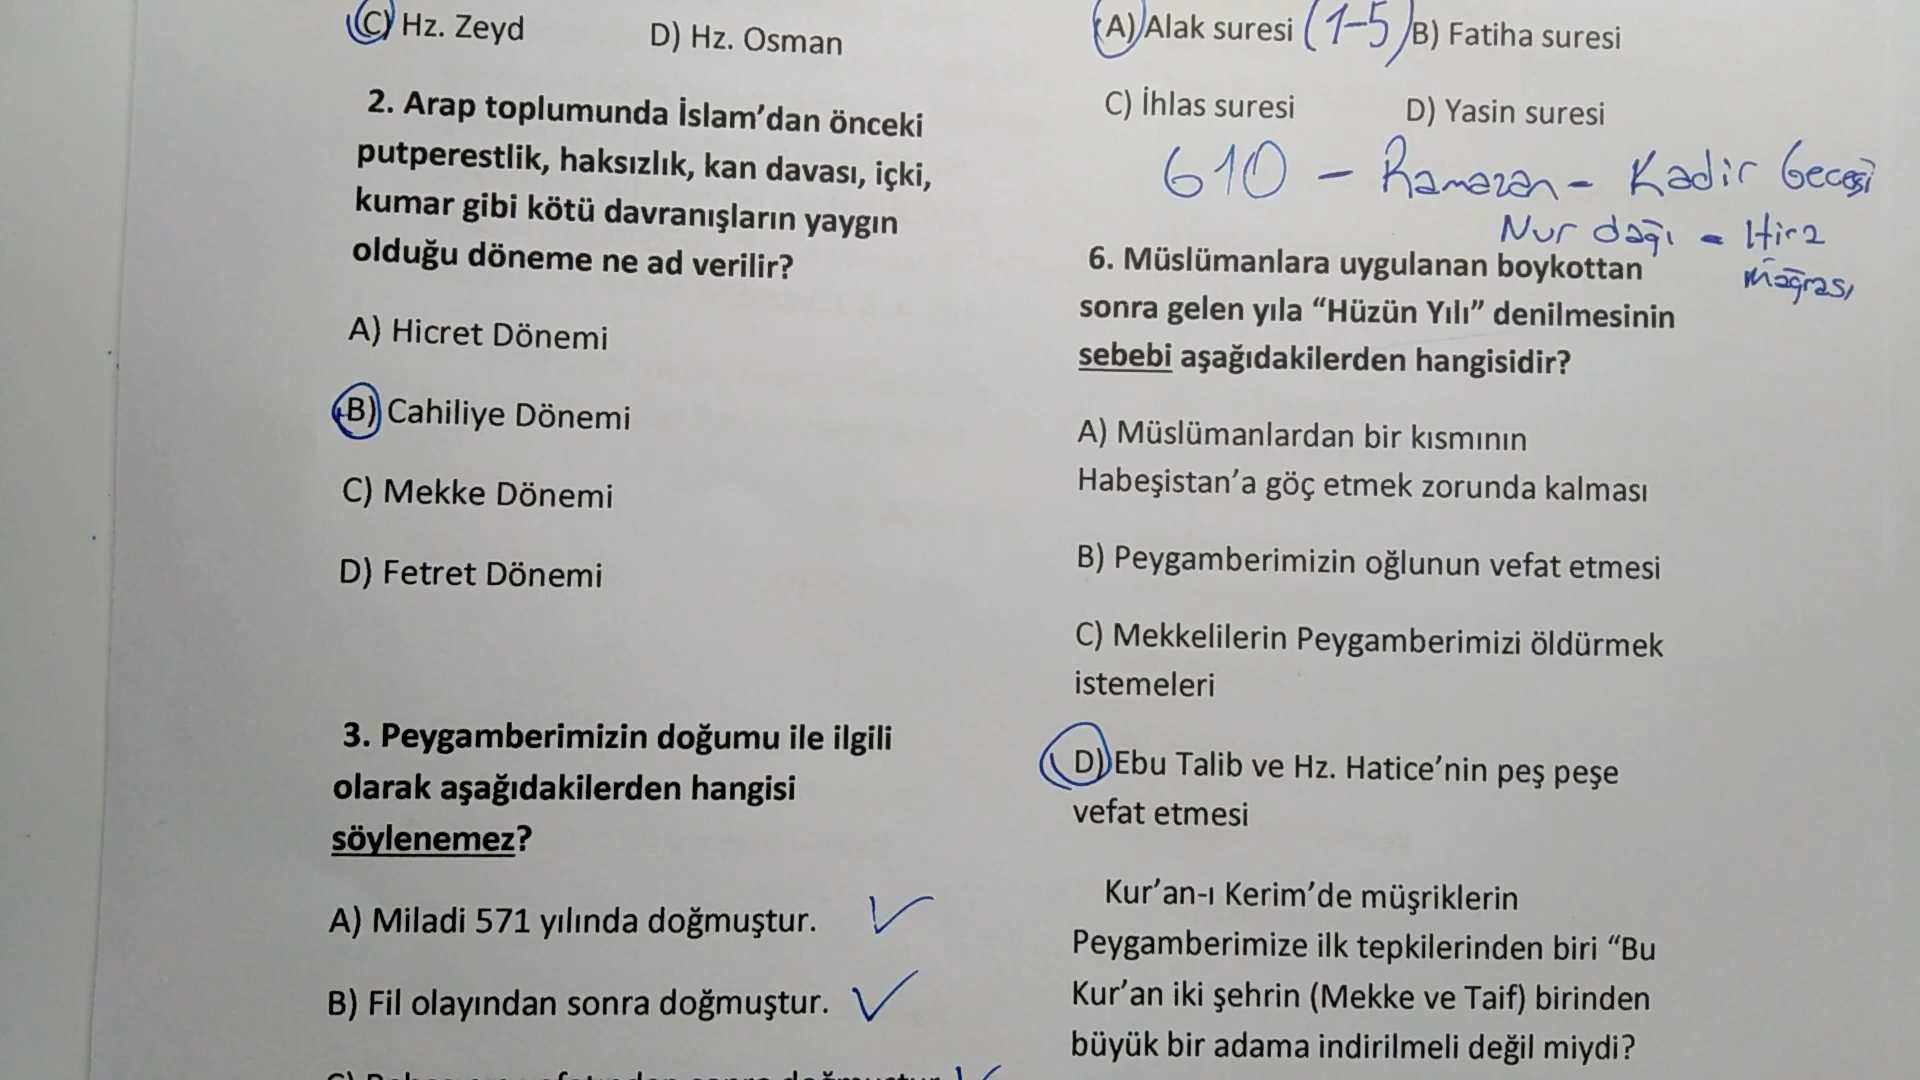 C) Hz. Zeyd
D) Hz. Osman
2. Arap toplumunda İslam’dan önceki
putperestlik, haksızlık, kan davası, içki,
kumar gibi kötü davranışların yaygın
olduğu döneme ne ad verilir?
A) Hicret Dönemi
B) Cahiliye Dönemi
C) Mekke Dönemi
D) Fetret Dönemi
3. Peygamberimizin doğumu ile ilgili
olarak aşağıdakilerden hangisi
söylenemez?
A) Miladi 571 yılında doğmuştur.
B) Fil olayından sonra doğmuştur.
A) Alak suresi (1-5) B) Fatiha suresi
C) İhlas suresi
D) Yasin suresi
610 - Ramazan - Kadir Gecesi
Nur dağı - Hira
mağrası
6. Müslümanlara uygulanan boykottan
sonra gelen yıla “Hüzün Yılı” denilmesinin
sebebi aşağıdakilerden hangisidir?
A) Müslümanlardan bir kısmının
Habeşistan’a göç etmek zorunda kalması
B) Peygamberimizin oğlunun vefat etmesi
C) Mekkelilerin Peygamberimizi öldürmek
istemeleri
D) Ebu Talib ve Hz. Hatice’nin peş peşe
vefat etmesi
Kur’an-ı Kerim’de müşriklerin
Peygamberimize ilk tepkilerinden biri “Bu
Kur’an iki şehrin (Mekke ve Taif) birinden
büyük bir adama indirilmeli değil miydi?